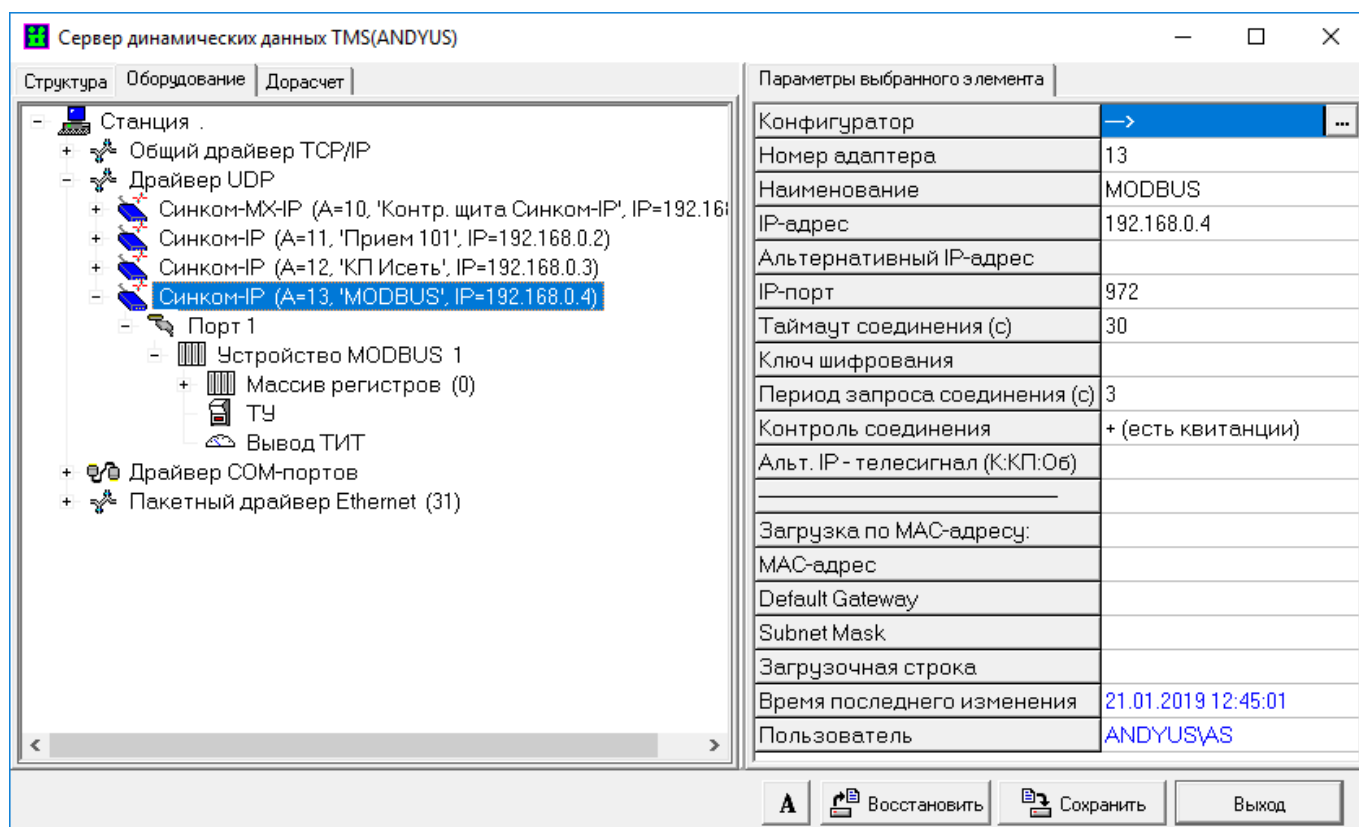 Сервер динамических данных TMS(ANDYUS)
Структура Оборудование Дорасчет
Станция .
Общий драйвер TCP/IP
Драйвер UDP
Синком-MX-IP (A=10, 'Контр. щита Синком-IP', IP=192.16
Синком-IP (A=11, 'Прием 101', IP=192.168.0.2)
Синком-IP (A=12, 'КП Исеть', IP=192.168.0.3)
Синком-IP (A=13, 'MODBUS', IP=192.168.0.4)
Порт 1
Устройство MODBUS 1
Массив регистров (0)
ТУ
Вывод ТИТ
Драйвер COM-портов
Пакетный драйвер Ethernet (31)
Параметры выбранного элемента
Конфигуратор —> ...
Номер адаптера 13
Наименование MODBUS
IP-адрес 192.168.0.4
Альтернативный IP-адрес
IP-порт 972
Таймаут соединения (с) 30
Ключ шифрования
Период запроса соединения (с) 3
Контроль соединения + (есть квитанции)
Альт. IP - телесигнал (К:КП:Об)
Загрузка по MAC-адресу:
MAC-адрес
Default Gateway
Subnet Mask
Загрузочная строка
Время последнего изменения 21.01.2019 12:45:01
Пользователь ANDYUS\AS
A Восстановить Сохранить Выход